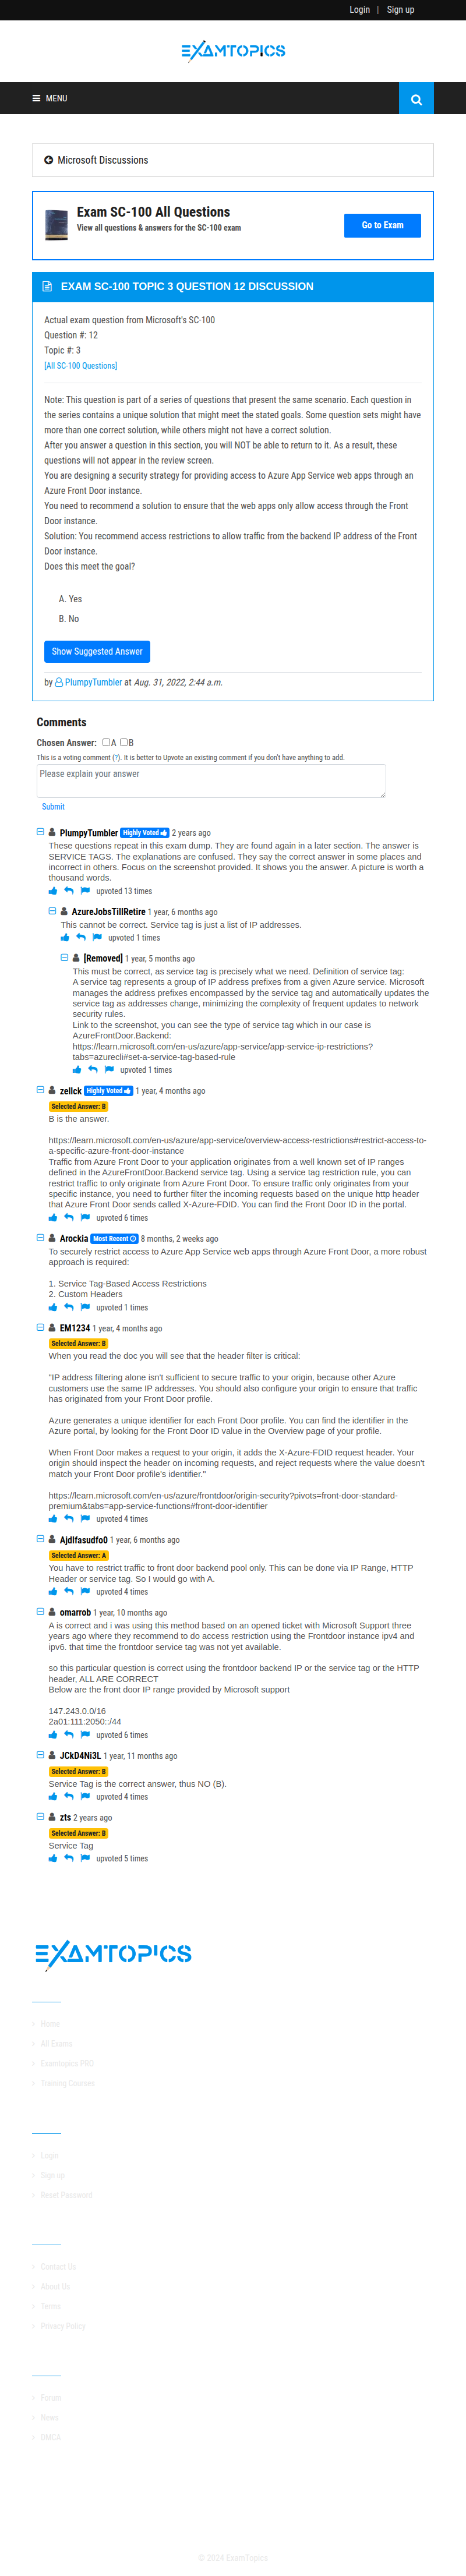 Login | Sign up
EXAMTOPICS
MENU
Microsoft Discussions
Exam SC-100 All Questions
View all questions & answers for the SC-100 exam
Go to Exam
EXAM SC-100 TOPIC 3 QUESTION 12 DISCUSSION
Actual exam question from Microsoft's SC-100
Question #: 12
Topic #: 3
[All SC-100 Questions]
Note: This question is part of a series of questions that present the same scenario. Each question in
the series contains a unique solution that might meet the stated goals. Some question sets might have
more than one correct solution, while others might not have a correct solution.
After you answer a question in this section, you will NOT be able to return to it. As a result, these
questions will not appear in the review screen.
You are designing a security strategy for providing access to Azure App Service web apps through an
Azure Front Door instance.
You need to recommend a solution to ensure that the web apps only allow access through the Front
Door instance.
Solution: You recommend access restrictions to allow traffic from the backend IP address of the Front
Door instance.
Does this meet the goal?
A. Yes
B. No
Show Suggested Answer
by PlumpyTumbler at Aug. 31, 2022, 2:44 a.m.
Comments
Chosen Answer: A B
This is a voting comment (?). It is better to Upvote an existing comment if you don't have anything to add.
Please explain your answer
Submit
PlumpyTumbler Highly Voted 2 years ago
These questions repeat in this exam dump. They are found again in a later section. The answer is
SERVICE TAGS. The explanations are confused. They say the correct answer in some places and
incorrect in others. Focus on the screenshot provided. It shows you the answer. A picture is worth a
thousand words.
upvoted 13 times
AzureJobsTillRetire 1 year, 6 months ago
This cannot be correct. Service tag is just a list of IP addresses.
upvoted 1 times
[Removed] 1 year, 5 months ago
This must be correct, as service tag is precisely what we need. Definition of service tag:
A service tag represents a group of IP address prefixes from a given Azure service. Microsoft
manages the address prefixes encompassed by the service tag and automatically updates the
service tag as addresses change, minimizing the complexity of frequent updates to network
security rules.
Link to the screenshot, you can see the type of service tag which in our case is
AzureFrontDoor.Backend:
https://learn.microsoft.com/en-us/azure/app-service/app-service-ip-restrictions?
tabs=azurecli#set-a-service-tag-based-rule
upvoted 1 times
zellck Highly Voted 1 year, 4 months ago
Selected Answer: B
B is the answer.
https://learn.microsoft.com/en-us/azure/app-service/overview-access-restrictions#restrict-access-to-
a-specific-azure-front-door-instance
Traffic from Azure Front Door to your application originates from a well known set of IP ranges
defined in the AzureFrontDoor.Backend service tag. Using a service tag restriction rule, you can
restrict traffic to only originate from Azure Front Door. To ensure traffic only originates from your
specific instance, you need to further filter the incoming requests based on the unique http header
that Azure Front Door sends called X-Azure-FDID. You can find the Front Door ID in the portal.
upvoted 6 times
Arockia Most Recent 8 months, 2 weeks ago
To securely restrict access to Azure App Service web apps through Azure Front Door, a more robust
approach is required:
1. Service Tag-Based Access Restrictions
2. Custom Headers
upvoted 1 times
EM1234 1 year, 4 months ago
Selected Answer: B
When you read the doc you will see that the header filter is critical:
"IP address filtering alone isn't sufficient to secure traffic to your origin, because other Azure
customers use the same IP addresses. You should also configure your origin to ensure that traffic
has originated from your Front Door profile.
Azure generates a unique identifier for each Front Door profile. You can find the identifier in the
Azure portal, by looking for the Front Door ID value in the Overview page of your profile.
When Front Door makes a request to your origin, it adds the X-Azure-FDID request header. Your
origin should inspect the header on incoming requests, and reject requests where the value doesn't
match your Front Door profile's identifier."
https://learn.microsoft.com/en-us/azure/frontdoor/origin-security?pivots=front-door-standard-
premium&tabs=app-service-functions#front-door-identifier
upvoted 4 times
Ajdlfasudfo0 1 year, 6 months ago
Selected Answer: A
You have to restrict traffic to front door backend pool only. This can be done via IP Range, HTTP
Header or service tag. So I would go with A.
upvoted 4 times
omarrob 1 year, 10 months ago
A is correct and i was using this method based on an opened ticket with Microsoft Support three
years ago where they recommend to do access restriction using the Frontdoor instance ipv4 and
ipv6. that time the frontdoor service tag was not yet available.
so this particular question is correct using the frontdoor backend IP or the service tag or the HTTP
header, ALL ARE CORRECT
Below are the front door IP range provided by Microsoft support
147.243.0.0/16
2a01:111:2050::/44
upvoted 6 times
JCkD4Ni3L 1 year, 11 months ago
Selected Answer: B
Service Tag is the correct answer, thus NO (B).
upvoted 4 times
zts 2 years ago
Selected Answer: B
Service Tag
upvoted 5 times
EXAMTOPICS
Home
All Exams
Examtopics PRO
Training Courses
Login
Sign up
Reset Password
Contact Us
About Us
Terms
Privacy Policy
Forum
News
DMCA
© 2024 ExamTopics